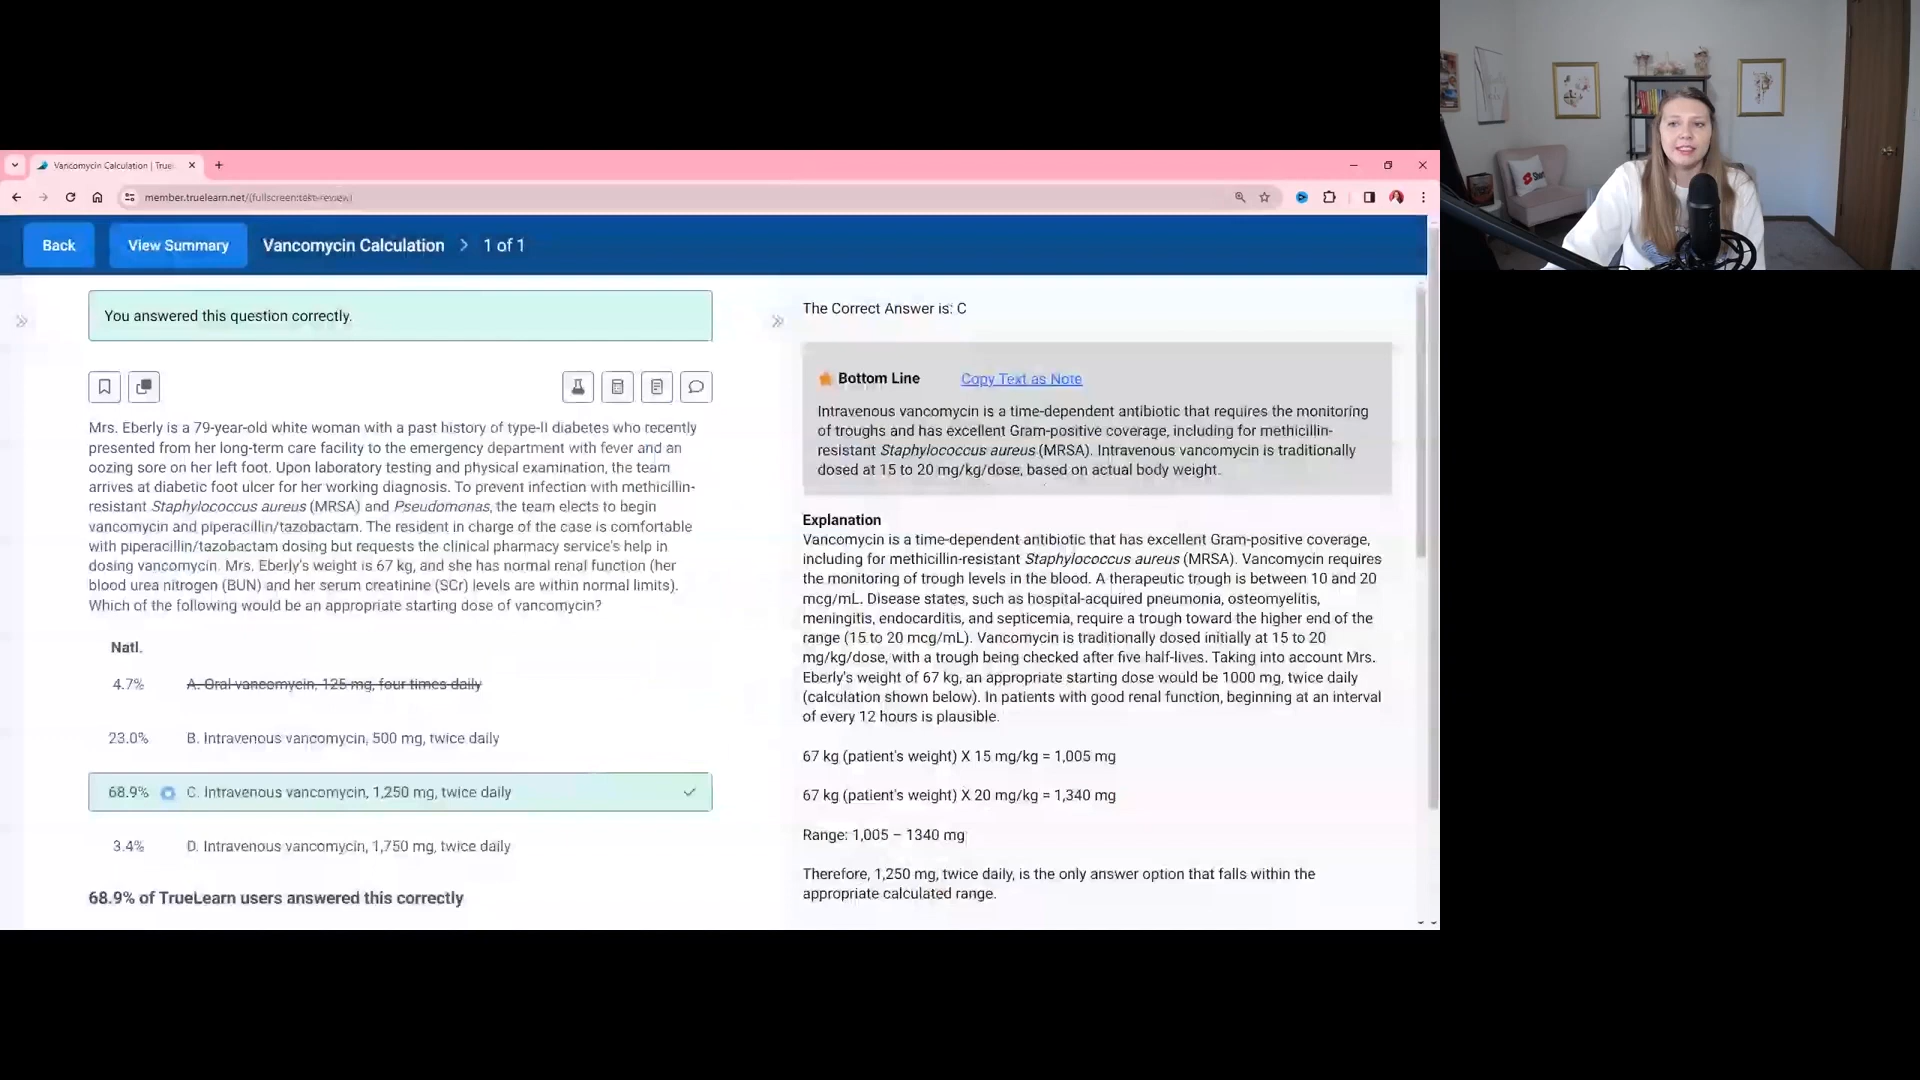 Vancomycin Calculation | True
member.truelearn.net/(fullscreen:test-review)
Back
View Summary
Vancomycin Calculation > 1 of 1
You answered this question correctly.
Mrs. Eberly is a 79-year-old white woman with a past history of type-II diabetes who recently
presented from her long-term care facility to the emergency department with fever and an
oozing sore on her left foot. Upon laboratory testing and physical examination, the team
arrives at diabetic foot ulcer for her working diagnosis. To prevent infection with methicillin-
resistant Staphylococcus aureus (MRSA) and Pseudomonas, the team elects to begin
vancomycin and piperacillin/tazobactam. The resident in charge of the case is comfortable
with piperacillin/tazobactam dosing but requests the clinical pharmacy service's help in
dosing vancomycin. Mrs. Eberly's weight is 67 kg, and she has normal renal function (her
blood urea nitrogen (BUN) and her serum creatinine (SCr) levels are within normal limits).
Which of the following would be an appropriate starting dose of vancomycin?
Natl.
4.7% A. Oral vancomycin, 125 mg, four times daily
23.0% B. Intravenous vancomycin, 500 mg, twice daily
68.9% C. Intravenous vancomycin, 1,250 mg, twice daily
3.4% D. Intravenous vancomycin, 1,750 mg, twice daily
68.9% of TrueLearn users answered this correctly
The Correct Answer is: C
Bottom Line Copy Text as Note
Intravenous vancomycin is a time-dependent antibiotic that requires the monitoring
of troughs and has excellent Gram-positive coverage, including for methicillin-
resistant Staphylococcus aureus (MRSA). Intravenous vancomycin is traditionally
dosed at 15 to 20 mg/kg/dose, based on actual body weight.
Explanation
Vancomycin is a time-dependent antibiotic that has excellent Gram-positive coverage,
including for methicillin-resistant Staphylococcus aureus (MRSA). Vancomycin requires
the monitoring of trough levels in the blood. A therapeutic trough is between 10 and 20
mcg/mL. Disease states, such as hospital-acquired pneumonia, osteomyelitis,
meningitis, endocarditis, and septicemia, require a trough toward the higher end of the
range (15 to 20 mcg/mL). Vancomycin is traditionally dosed initially at 15 to 20
mg/kg/dose, with a trough being checked after five half-lives. Taking into account Mrs.
Eberly's weight of 67 kg, an appropriate starting dose would be 1000 mg, twice daily
(calculation shown below). In patients with good renal function, beginning at an interval
of every 12 hours is plausible.
67 kg (patient's weight) X 15 mg/kg = 1,005 mg
67 kg (patient's weight) X 20 mg/kg = 1,340 mg
Range: 1,005 – 1340 mg
Therefore, 1,250 mg, twice daily, is the only answer option that falls within the
appropriate calculated range.